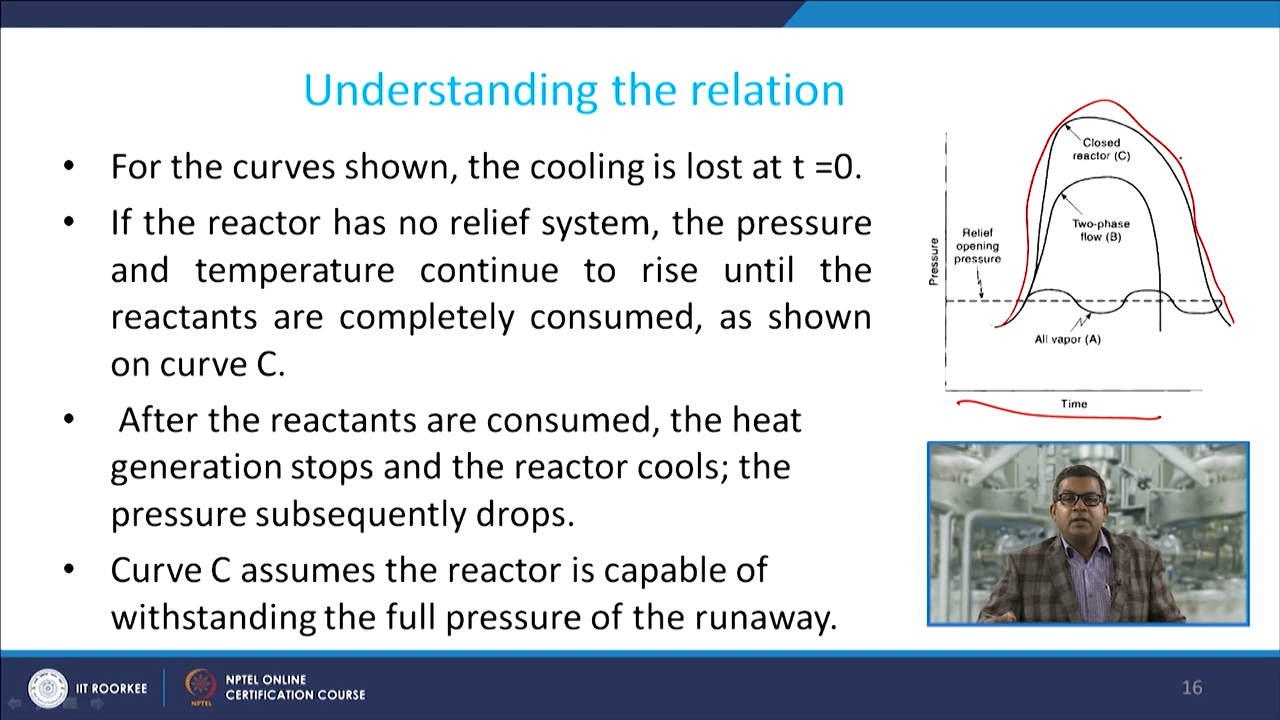 Understanding the relation
• For the curves shown, the cooling is lost at t =0.
• If the reactor has no relief system, the pressure
and temperature continue to rise until the
reactants are completely consumed, as shown
on curve C.
• After the reactants are consumed, the heat
generation stops and the reactor cools; the
pressure subsequently drops.
• Curve C assumes the reactor is capable of
withstanding the full pressure of the runaway.
Closed
reactor (C)
Two-phase
flow (B)
Relief
opening
pressure
Pressure
All vapor (A)
Time
IIT ROORKEE
NPTEL
NPTEL ONLINE
CERTIFICATION COURSE
16